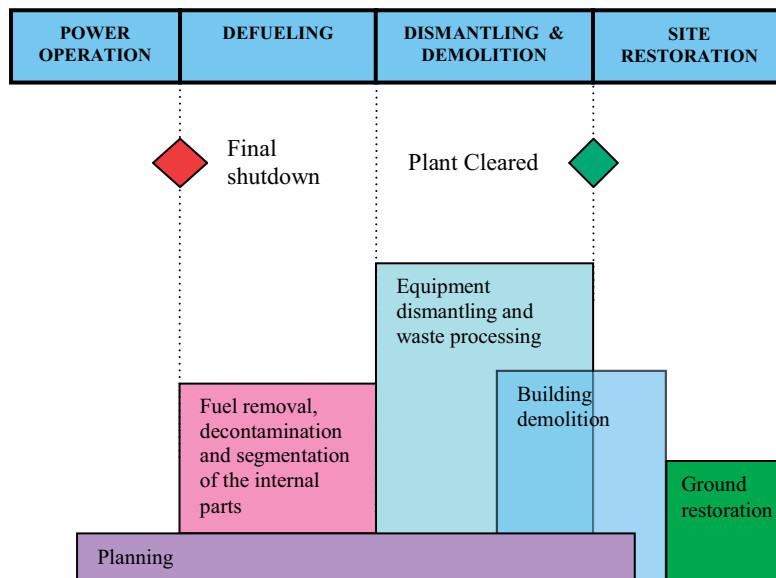 POWER
OPERATION
DEFUELING
DISMANTLING &
DEMOLITION
SITE
RESTORATION
Final
shutdown
Plant Cleared
Equipment
dismantling and
waste processing
Fuel removal,
decontamination
and segmentation
of the internal
parts
Building
demolition
Ground
restoration
Planning